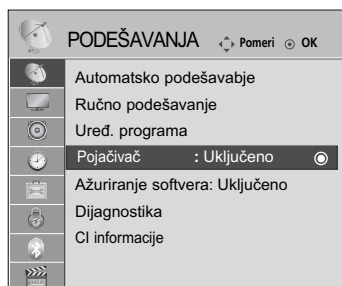 PODEŠAVANJA Pomeri OK
Automatsko podešavabje
Ručno podešavanje
Uređ. programa
Pojačivač : Uključeno
Ažuriranje softvera: Uključeno
Dijagnostika
CI informacije